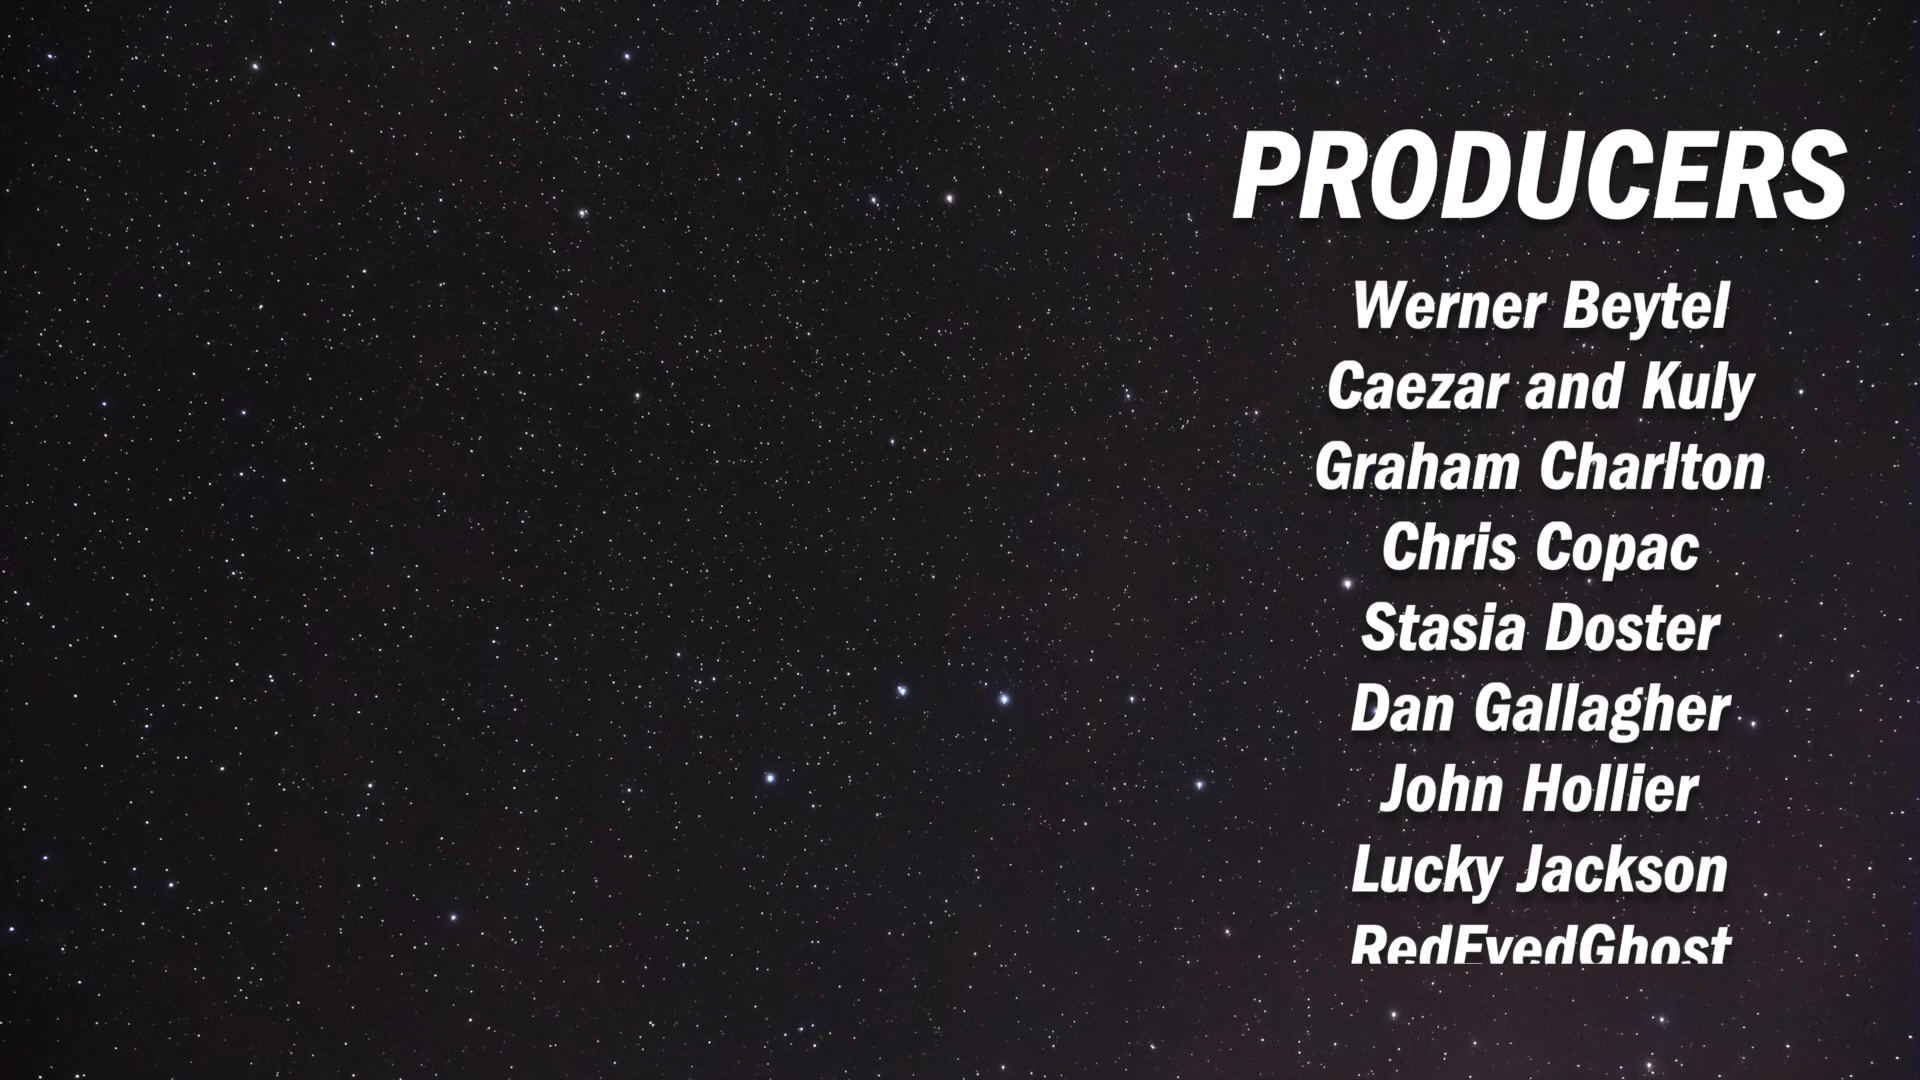 PRODUCERS
Werner Beytel
Caezar and Kuly
Graham Charlton
Chris Copac
Stasia Doster
Dan Gallagher
John Hollier
Lucky Jackson
RedEyedGhost